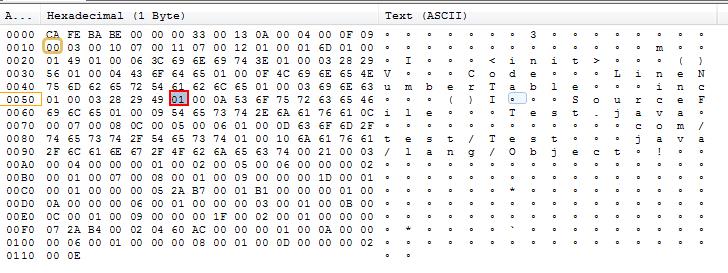 A... Hexadecimal (1 Byte) Text (ASCII)
0000 CA FE BA BE 00 00 00 33 00 13 0A 00 04 00 0F 09 3
0010 00 03 00 10 07 00 11 07 00 12 01 00 01 6D 01 00 m
0020 01 49 01 00 06 3C 69 6E 69 74 3E 01 00 03 28 29 I < i n i t > ( )
0030 56 01 00 04 43 6F 64 65 01 00 0F 4C 69 6E 65 4E V C o d e L i n e N
0040 75 6D 62 65 72 54 61 62 6C 65 01 00 03 69 6E 63 u m b e r T a b l e i n c
0050 01 00 03 28 29 49 01 00 0A 53 6F 75 72 63 65 46 ( ) I S o u r c e F
0060 69 6C 65 01 00 09 54 65 73 74 2E 6A 61 76 61 0C i l e T e s t . j a v a
0070 00 07 00 08 0C 00 05 00 06 01 00 0D 63 6F 6D 2F c o m /
0080 74 65 73 74 2F 54 65 73 74 01 00 10 6A 61 76 61 t e s t / T e s t j a v a
0090 2F 6C 61 6E 67 2F 4F 62 6A 65 63 74 00 21 00 03 / l a n g / O b j e c t !
00A0 00 04 00 00 00 01 00 02 00 05 00 06 00 00 00 02
00B0 00 01 00 07 00 08 00 01 00 09 00 00 00 1D 00 01
00C0 00 01 00 00 00 05 2A B7 00 01 B1 00 00 00 01 00 *
00D0 0A 00 00 00 06 00 01 00 00 00 03 00 01 00 0B 00
00E0 0C 00 01 00 09 00 00 00 1F 00 02 00 01 00 00 00
00F0 07 2A B4 00 02 04 60 AC 00 00 00 01 00 0A 00 00 * `
0100 00 06 00 01 00 00 00 08 00 01 00 0D 00 00 00 02
0110 00 0E